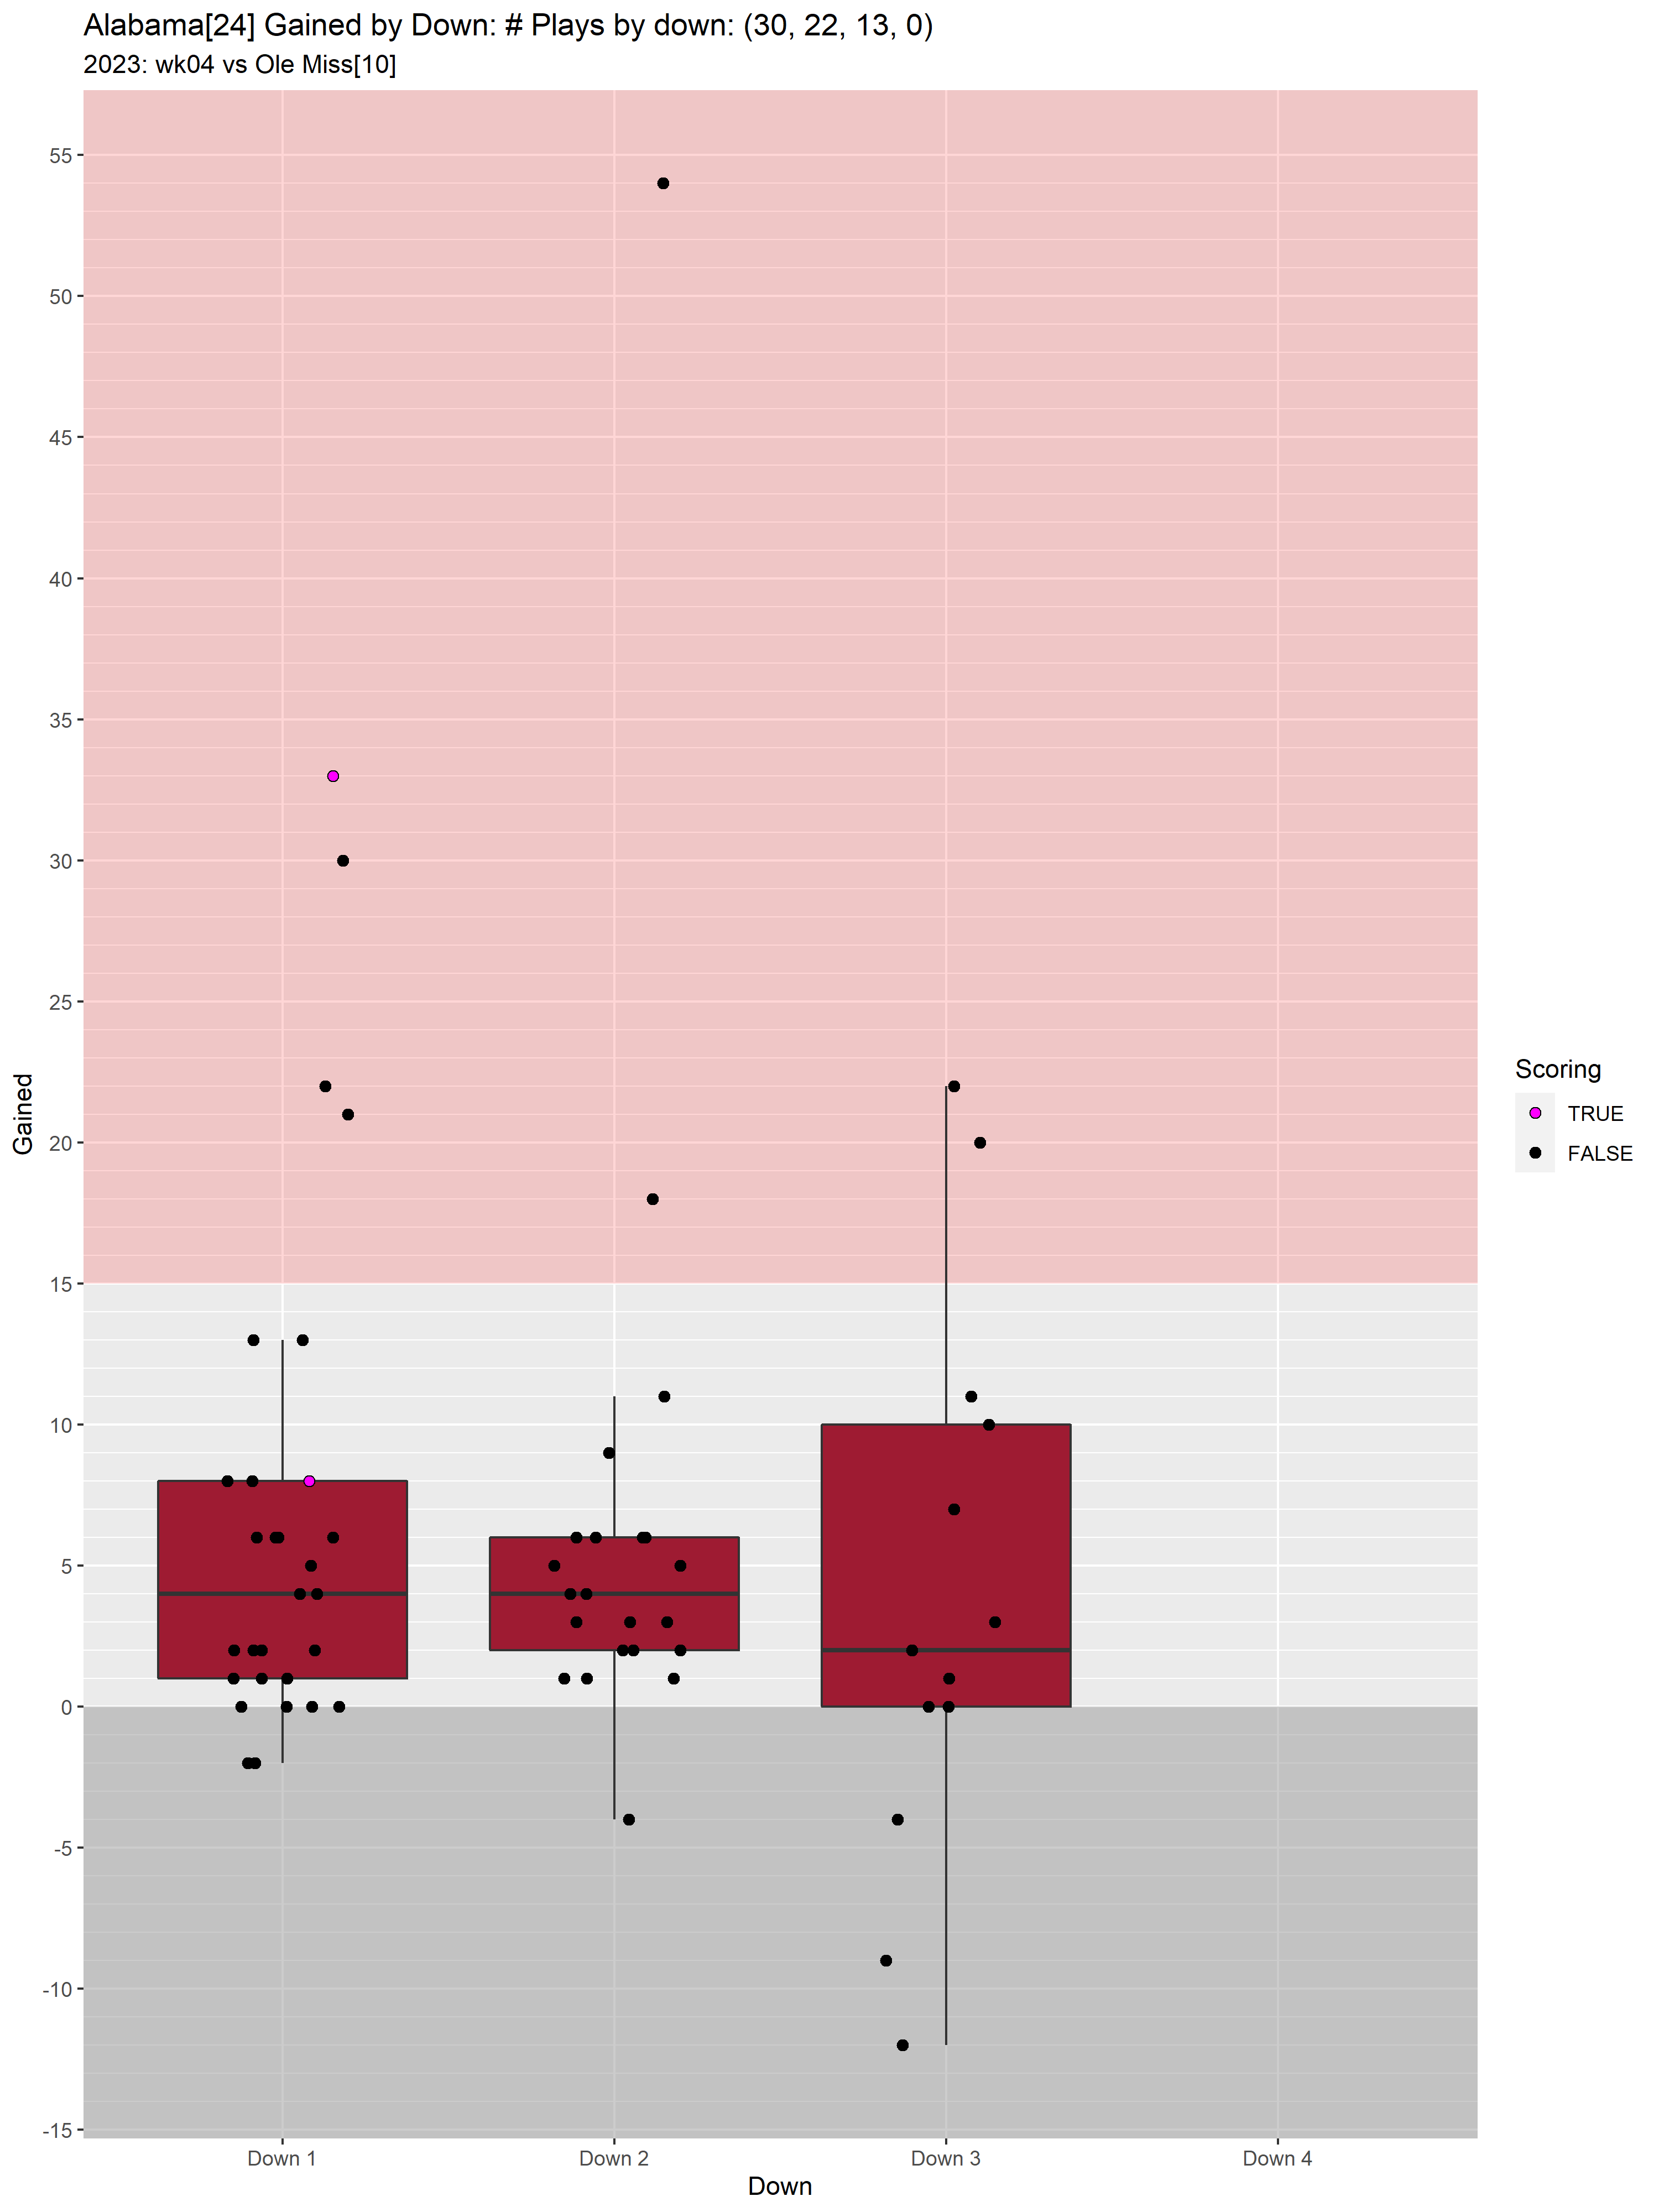 Alabama[24] Gained by Down: # Plays by down: (30, 22, 13, 0)
2023: wk04 vs Ole Miss[10]
55
50
45
40
35
30
25
20
15
10
5
0
-5
-10
-15
Gained
Down 1
Down 2
Down 3
Down 4
Down
Scoring
TRUE
FALSE